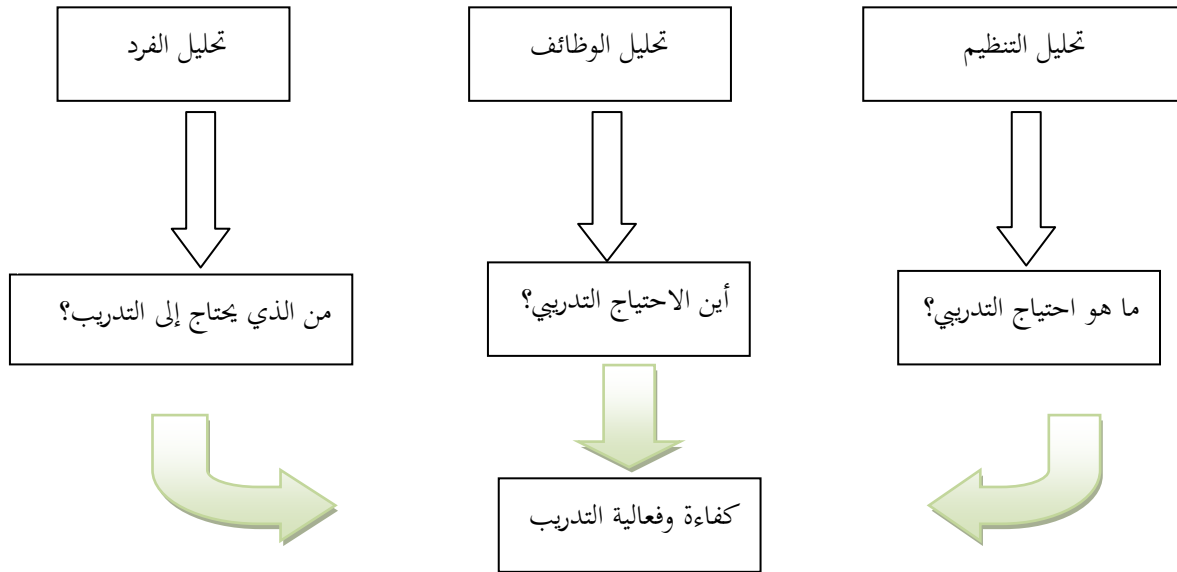 تحليل التنظيم
تحليل الوظائف
تحليل الفرد
ما هو احتياج التدريبي؟
أين الاحتياج التدريبي؟
من الذي يحتاج إلى التدريب؟
كفاءة وفعالية التدريب